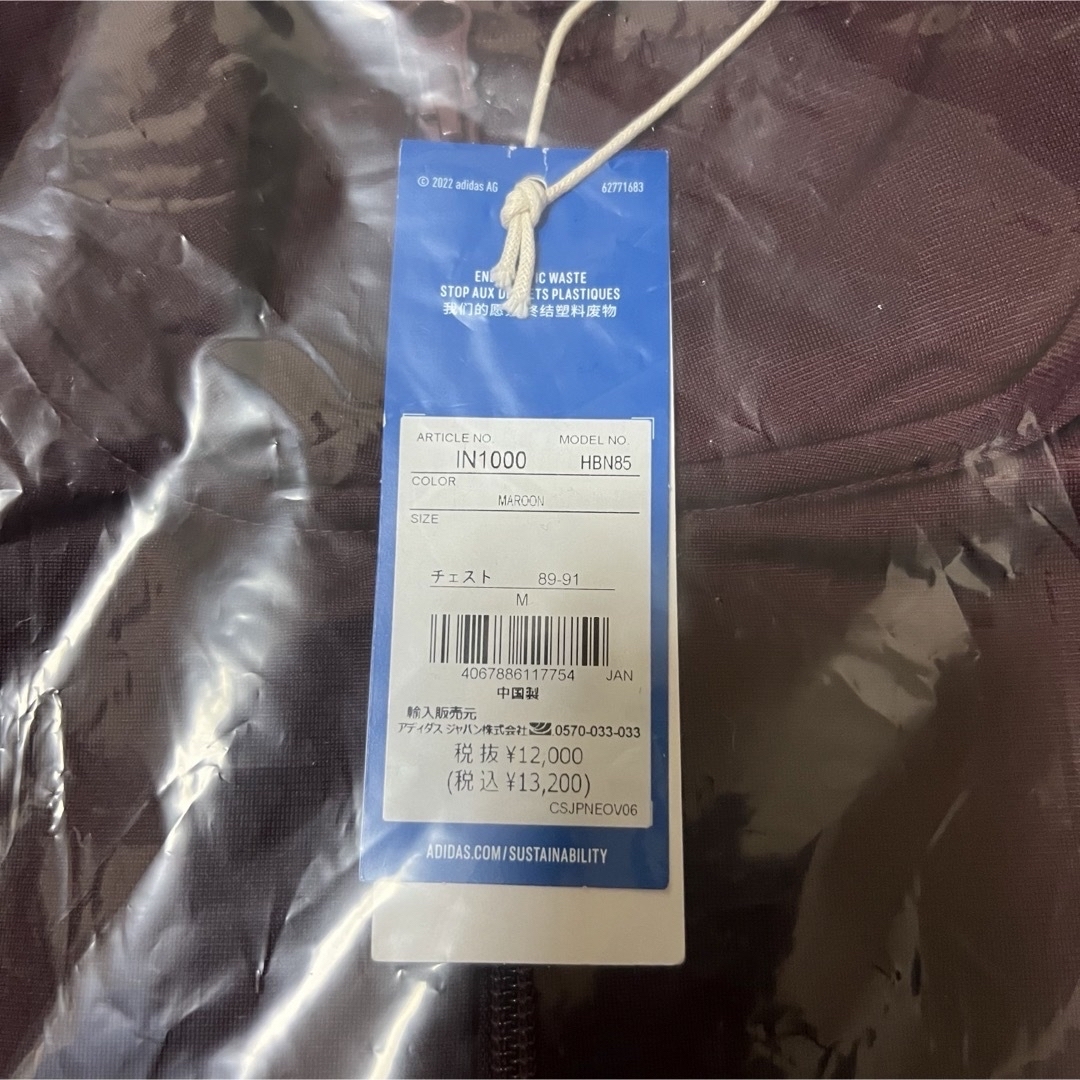 © 2022 adidas AG 62771683
WASTE
STOP AUX PLASTIQUES
我们的愿 终结塑料废物
ARTICLE NO. MODEL NO.
IN1000 HBN85
COLOR
MAROON
SIZE
チェスト 89-91
M
4067886117754 JAN
中国製
輸入販売元
アディダス ジャパン株式会社 0570-033-033
税抜 ¥12,000
(税込 ¥13,200)
CSJPNEOV06
ADIDAS.COM/SUSTAINABILITY